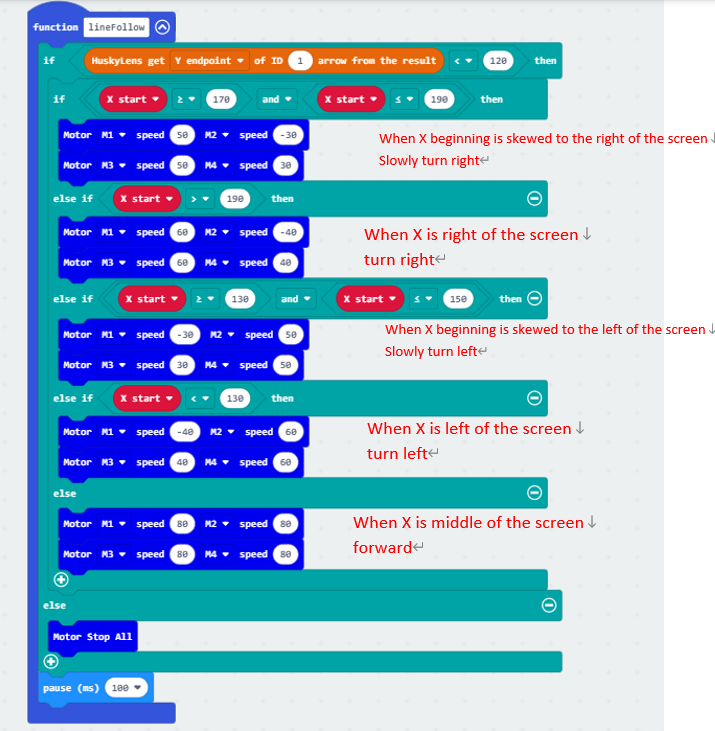 function lineFollow
if HuskyLens get Y endpoint of ID 1 arrow from the result < 120 then
if X start ≥ 170 and X start ≤ 190 then
Motor M1 speed 50 M2 speed -30
When X beginning is skewed to the right of the screen↓
Motor M3 speed 50 M4 speed 30
Slowly turn right↵
else if X start > 190 then
Motor M1 speed 60 M2 speed -40
When X is right of the screen↓
Motor M3 speed 60 M4 speed 40
turn right↵
else if X start ≥ 130 and X start ≤ 150 then
Motor M1 speed -30 M2 speed 50
When X beginning is skewed to the left of the screen↓
Motor M3 speed 30 M4 speed 50
Slowly turn left↵
else if X start < 130 then
Motor M1 speed -40 M2 speed 60
When X is left of the screen↓
Motor M3 speed 40 M4 speed 60
turn left↵
else
Motor M1 speed 80 M2 speed 80
When X is middle of the screen↓
Motor M3 speed 80 M4 speed 80
forward↵
else
Motor Stop All
pause (ms) 100